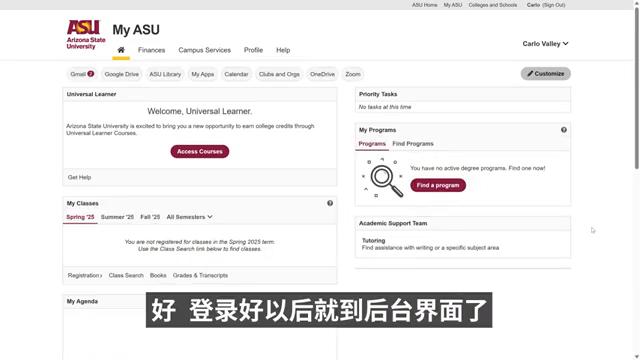 ASU Home My ASU Colleges and Schools Carlo (Sign Out)
ASU Arizona State University
My ASU
Finances Campus Services Profile Help
Carlo Valley
Gmail 2 Google Drive ASU Library My Apps Calendar Clubs and Orgs OneDrive Zoom
Customize
Universal Learner
Welcome, Universal Learner.
Arizona State University is excited to bring you a new opportunity to earn college credits through
Universal Learner Courses.
Access Courses
Get Help
My Classes
Spring '25 Summer '25 Fall '25 All Semesters
You are not registered for classes in the Spring 2025 term.
Use the Class Search link below to find classes.
Registration Class Search Books Grades & Transcripts
My Agenda
Priority Tasks
No tasks at this time
My Programs
Programs Find Programs
You have no active degree programs. Find one now!
Find a program
Academic Support Team
Tutoring
Find assistance with writing or a specific subject area
好 登录好以后就到后台界面了